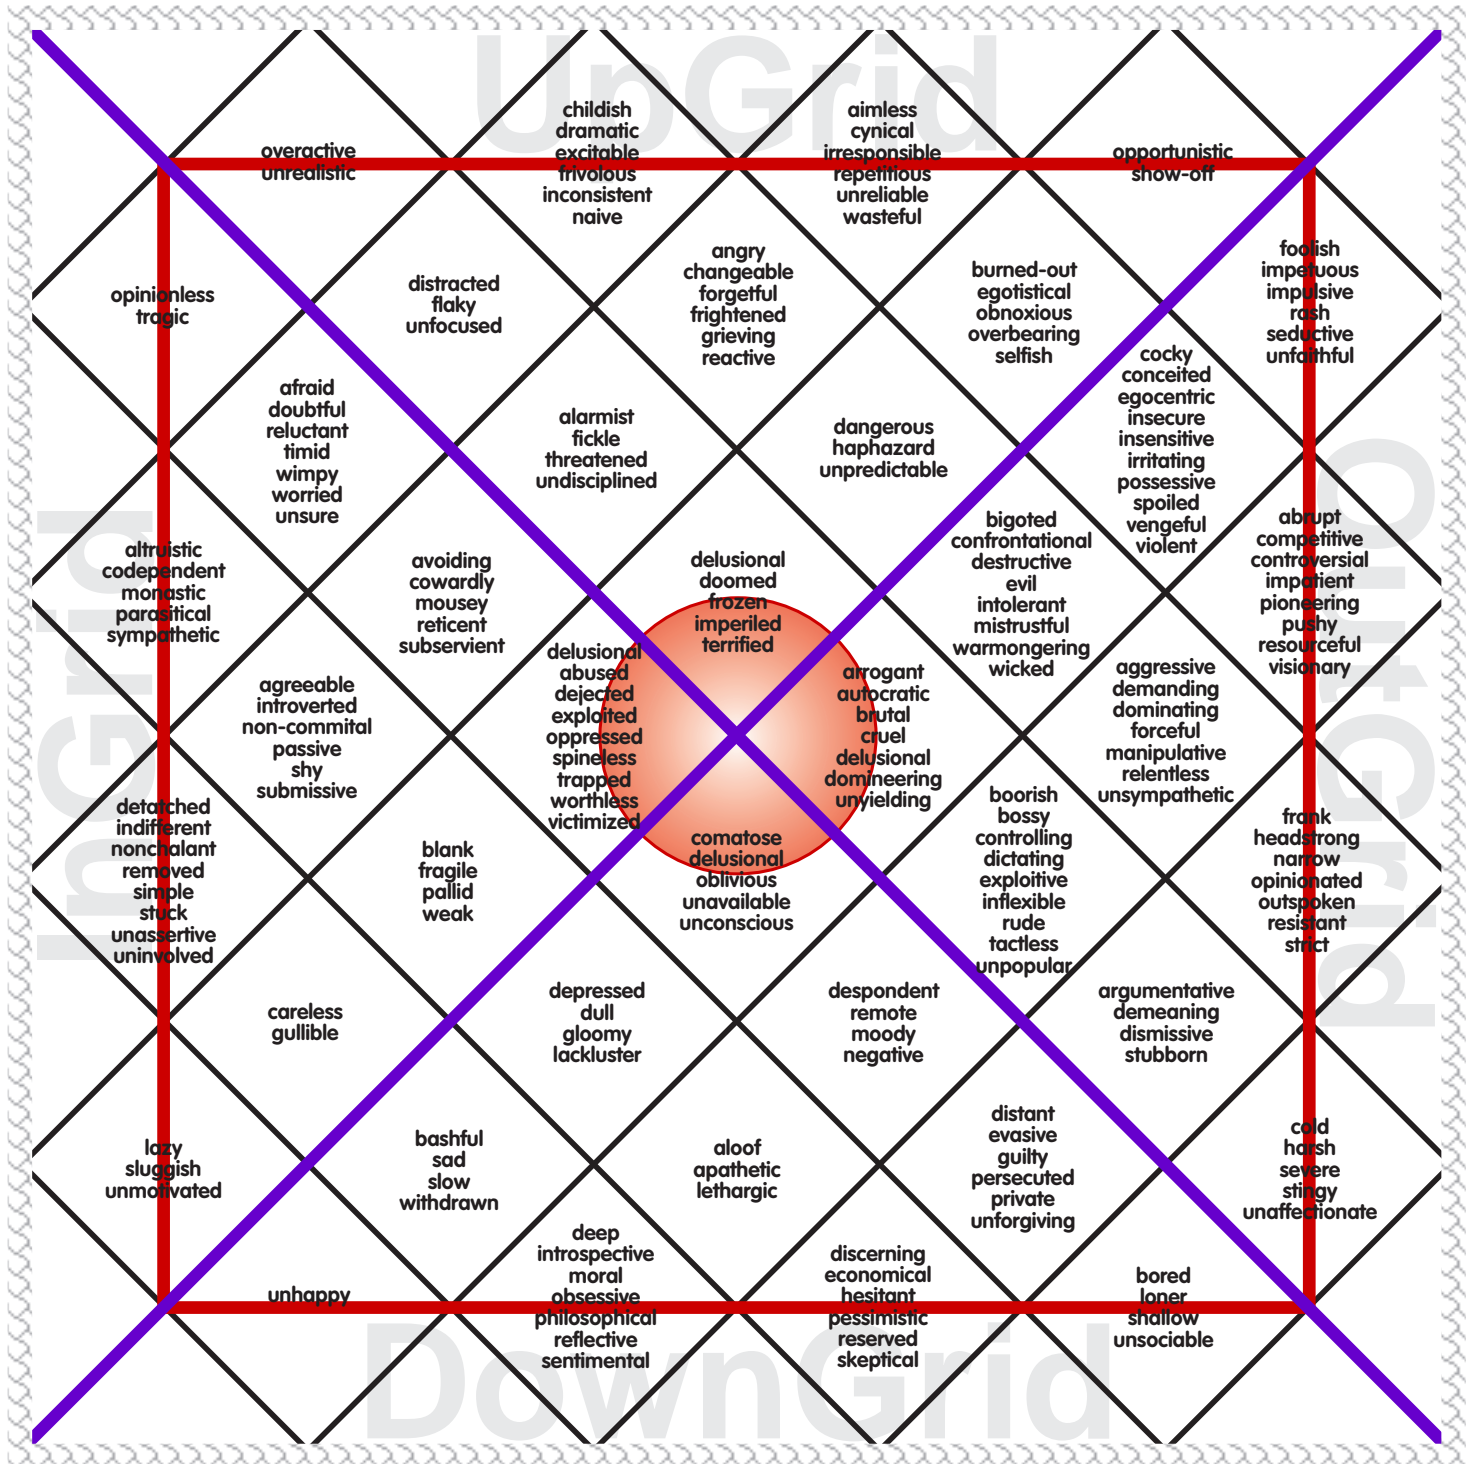 UpGrid
childish
dramatic
excitable
frivolous
inconsistent
naive
aimless
cynical
irresponsible
repetitious
unreliable
wasteful
overactive
unrealistic
opportunistic
show-off
foolish
impetuous
impulsive
rash
seductive
unfaithful
angry
changeable
forgetful
frightened
grieving
reactive
burned-out
egotistical
obnoxious
overbearing
selfish
distracted
flaky
unfocused
opinionless
tragic
cocky
conceited
egocentric
insecure
insensitive
irritating
possessive
spoiled
vengeful
violent
afraid
doubtful
reluctant
timid
wimpy
worried
unsure
alarmist
fickle
threatened
undisciplined
dangerous
haphazard
unpredictable
InGrid
OutGrid
abrupt
competitive
controversial
impatient
pioneering
pushy
resourceful
visionary
bigoted
confrontational
destructive
evil
intolerant
mistrustful
warmongering
wicked
altruistic
codependent
monastic
parasitical
sympathetic
avoiding
cowardly
mousey
reticent
subservient
delusional
doomed
frozen
imperiled
terrified
delusional
abused
dejected
exploited
oppressed
spineless
trapped
worthless
victimized
arrogant
autocratic
brutal
cruel
delusional
domineering
unyielding
aggressive
demanding
dominating
forceful
manipulative
relentless
unsympathetic
agreeable
introverted
non-commital
passive
shy
submissive
boorish
bossy
controlling
dictating
exploitive
inflexible
rude
tactless
unpopular
detatched
indifferent
nonchalant
removed
simple
stuck
unassertive
uninvolved
frank
headstrong
narrow
opinionated
outspoken
resistant
strict
comatose
delusional
oblivious
unavailable
unconscious
blank
fragile
pallid
weak
careless
gullible
depressed
dull
gloomy
lackluster
despondent
remote
moody
negative
argumentative
demeaning
dismissive
stubborn
distant
evasive
guilty
persecuted
private
unforgiving
cold
harsh
severe
stingy
unaffectionate
lazy
sluggish
unmotivated
bashful
sad
slow
withdrawn
aloof
apathetic
lethargic
deep
introspective
moral
obsessive
philosophical
reflective
sentimental
discerning
economical
hesitant
pessimistic
reserved
skeptical
bored
loner
shallow
unsociable
unhappy
DownGrid